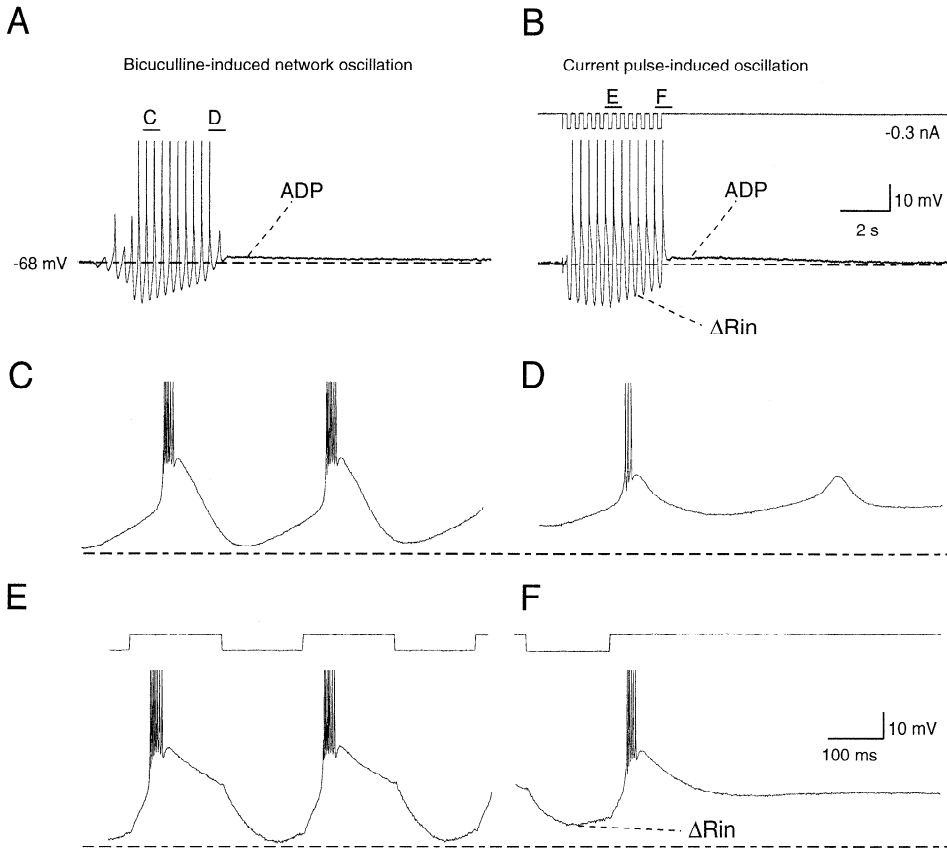 A
B
Bicuculline-induced network oscillation
Current pulse-induced oscillation
C
D
E
F
-0.3 nA
ADP
ADP
10 mV
2 s
-68 mV
ΔRin
C
D
E
F
10 mV
100 ms
ΔRin